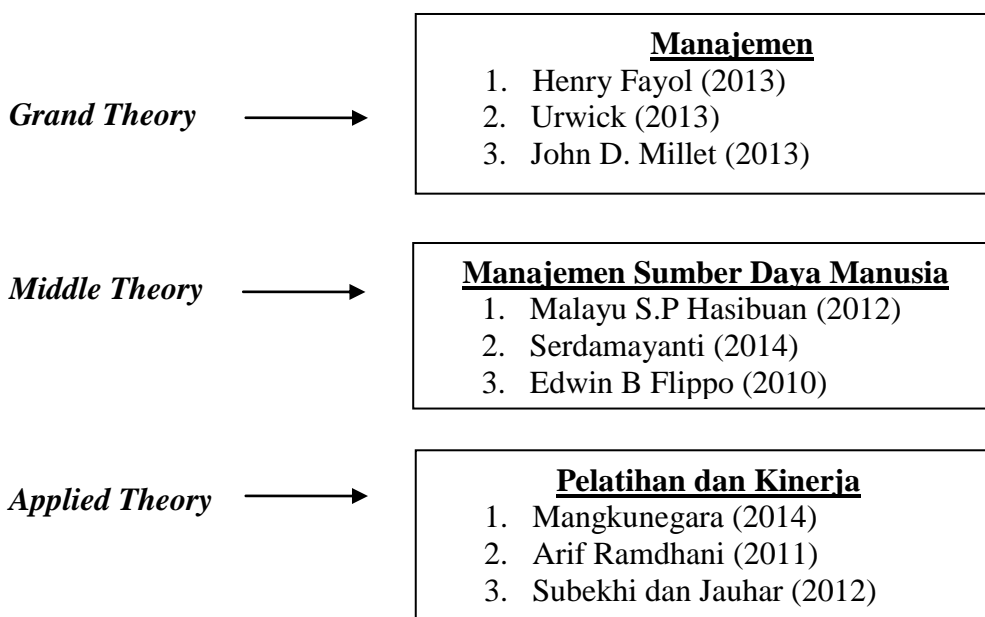 Manajemen
1. Henry Fayol (2013)
Grand Theory
2. Urwick (2013)
3. John D. Millet (2013)
Manajemen Sumber Daya Manusia
Middle Theory
1. Malayu S.P Hasibuan (2012)
2. Serdamayanti (2014)
3. Edwin B Flippo (2010)
Pelatihan dan Kinerja
Applied Theory
1. Mangkunegara (2014)
2. Arif Ramdhani (2011)
3. Subekhi dan Jauhar (2012)